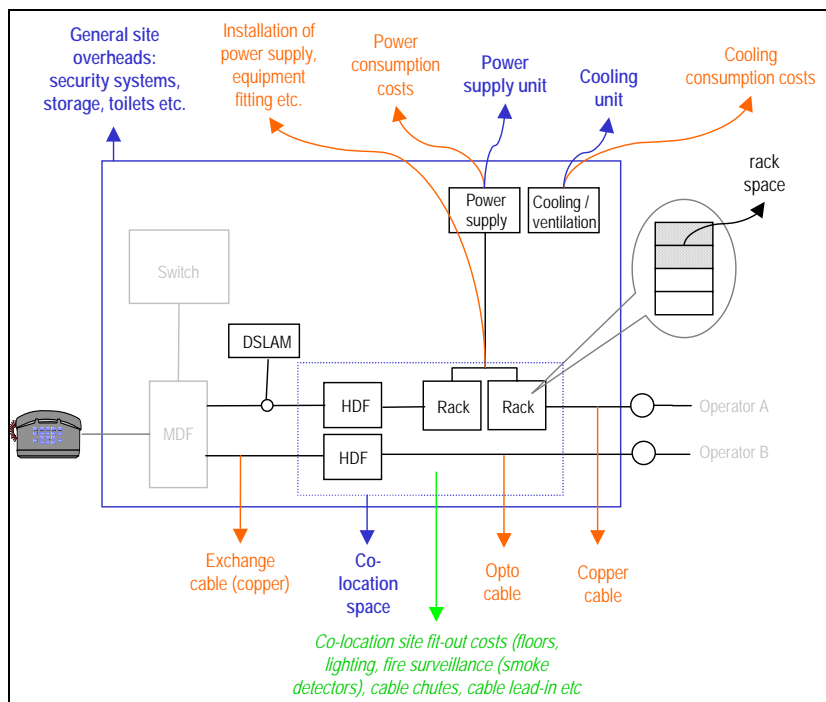 General site
overheads:
security systems,
storage, toilets etc.
Installation of
power supply,
equipment
fitting etc.
Power
consumption
costs
Power
supply unit
Cooling
unit
Cooling
consumption costs
rack
space
Power
supply
Cooling /
ventilation
Switch
DSLAM
MDF
HDF
Rack
Rack
Operator A
HDF
Operator B
Exchange
cable (copper)
Co-
location
space
Opto
cable
Copper
cable
Co-location site fit-out costs (floors,
lighting, fire surveillance (smoke
detectors), cable chutes, cable lead-in etc